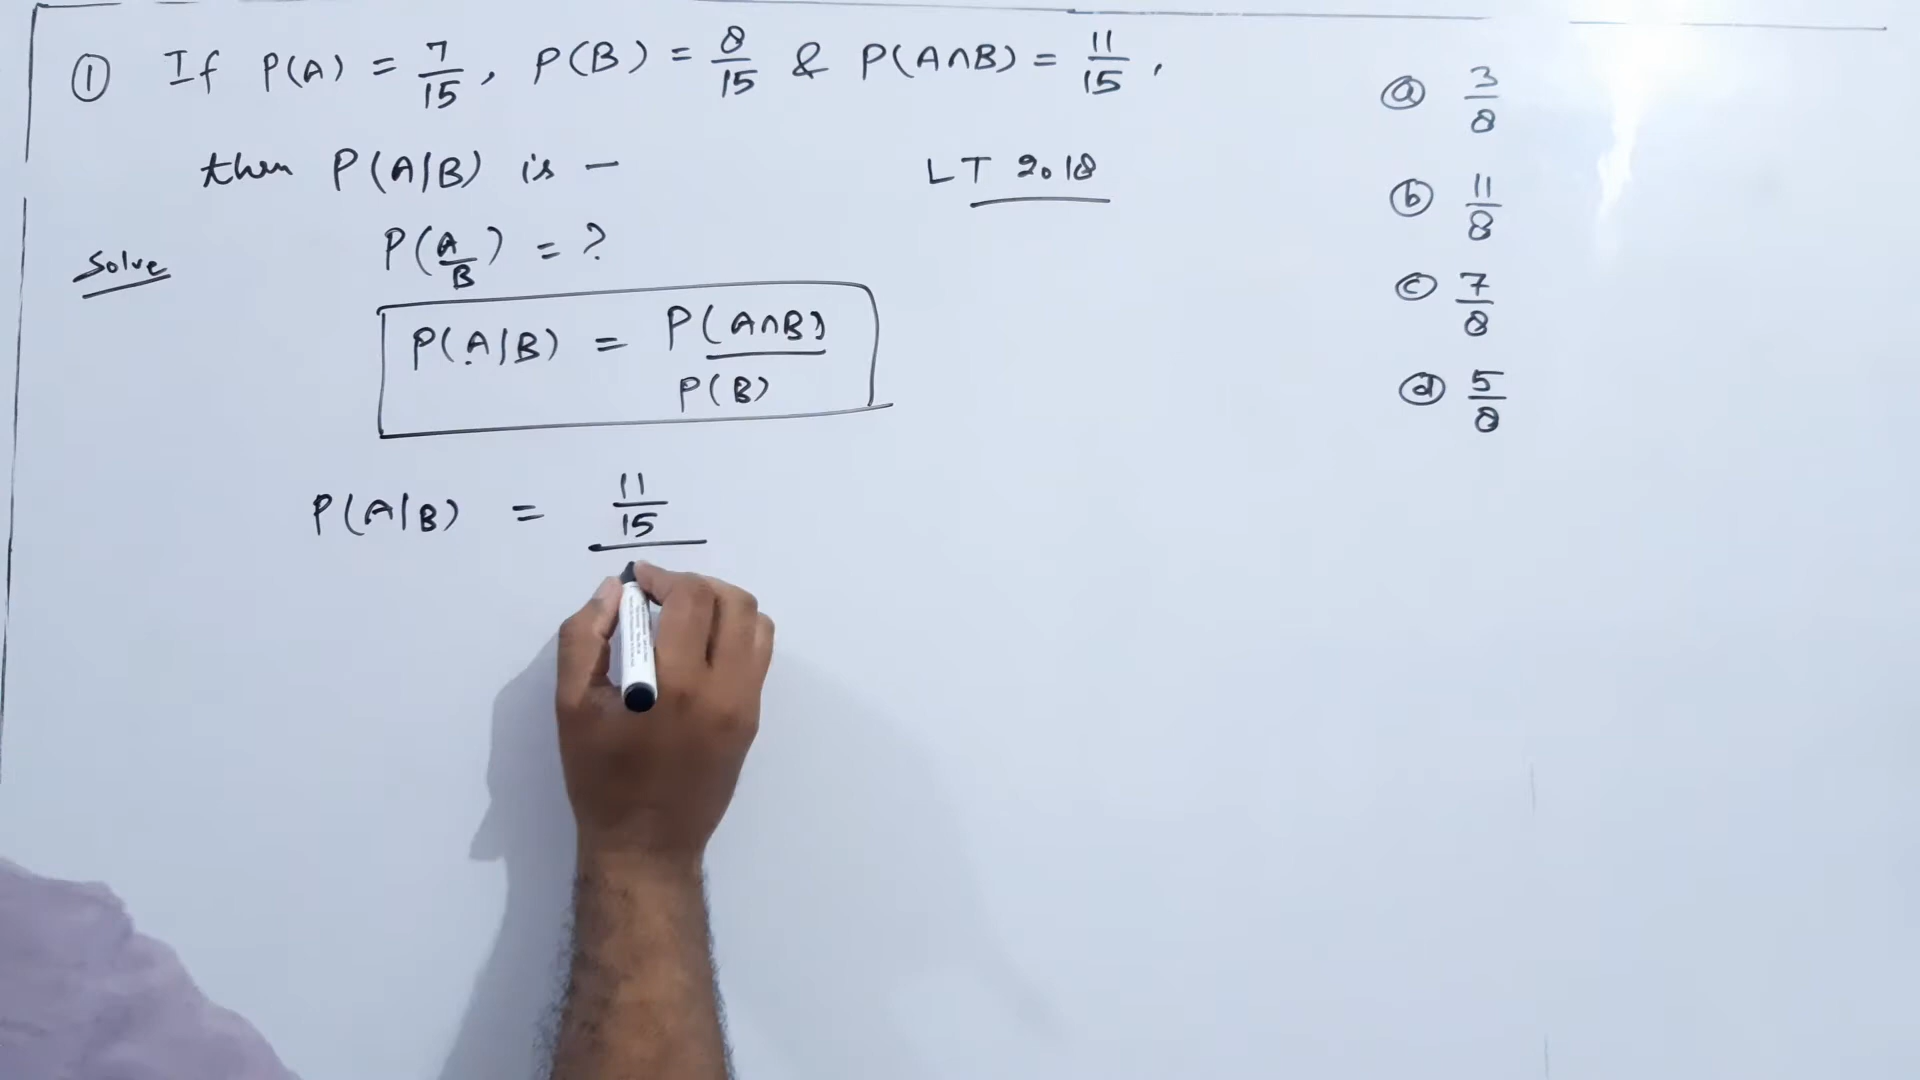 ① If P(A) = 7/15, P(B) = 8/15 & P(A∩B) = 11/15,
then P(A|B) is −
LT 2018
Solve
P(A/B) = ?
P(A|B) = P(A∩B)/P(B)
P(A|B) = 11/15
ⓐ 3/8
ⓑ 11/8
ⓒ 7/8
ⓓ 5/8